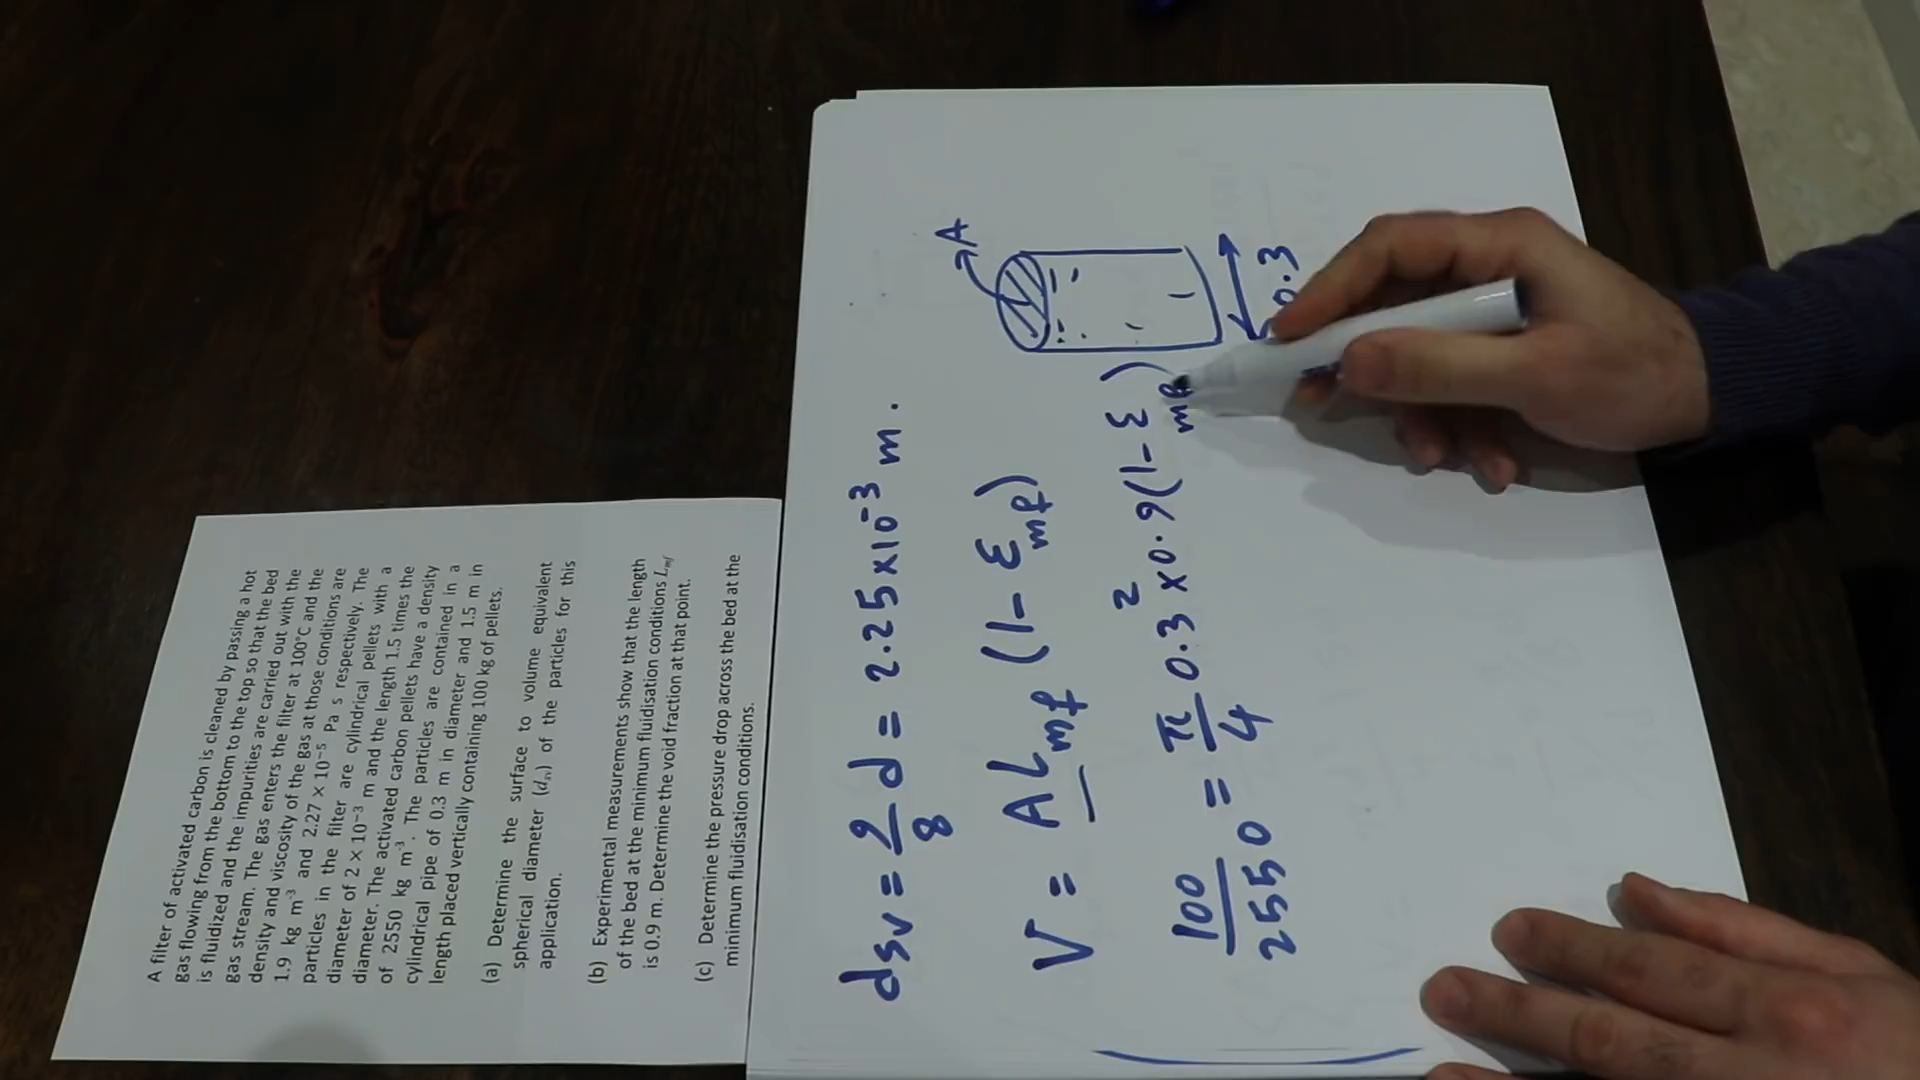 A filter of activated carbon is cleaned by passing a hot
gas flowing from the bottom to the top so that the bed
is fluidized and the impurities are carried out with the
gas stream. The gas enters the filter at 100°C and the
density and viscosity of the gas at those conditions are
1.9 kg m⁻³ and 2.27 × 10⁻⁵ Pa s respectively. The
particles in the filter are cylindrical pellets with a
diameter of 2 × 10⁻³ m and the length 1.5 times the
diameter. The activated carbon pellets have a density
of 2550 kg m⁻³. The particles are contained in a
cylindrical pipe of 0.3 m in diameter and 1.5 m in
length placed vertically containing 100 kg of pellets.
(a) Determine the surface to volume equivalent
spherical diameter (dₛᵥ) of the particles for this
application.
(b) Experimental measurements show that the length
of the bed at the minimum fluidisation conditions Lmf
is 0.9 m. Determine the void fraction at that point.
(c) Determine the pressure drop across the bed at the
minimum fluidisation conditions.
dsv = 9/8 d = 2.25 x10⁻³ m.
V = A Lmf (1- εmf)
100/2550 = π/4 0.3² x0.9(1- εmf)
A
0.3